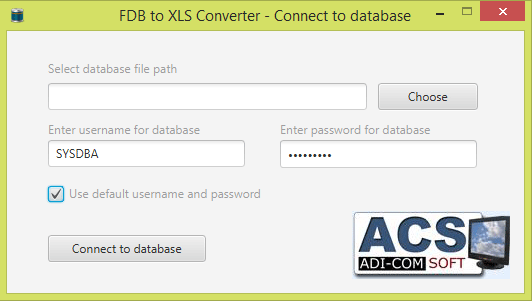 FDB to XLS Converter - Connect to database
Select database file path
Choose
Enter username for database
Enter password for database
SYSDBA
•••••••••
Use default username and password
Connect to database
ACS
ADI-COM SOFT